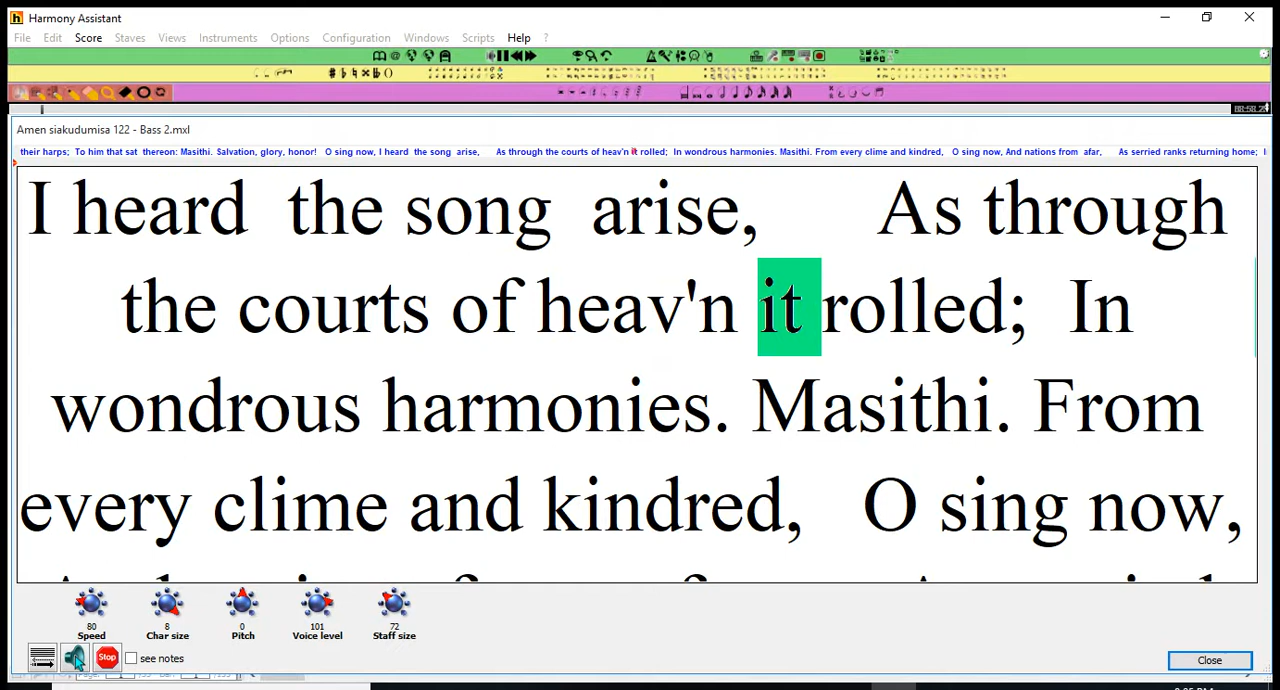 Harmony Assistant
File Edit Score Staves Views Instruments Options Configuration Windows Scripts Help ?
Amen siakudumisa 122 - Bass 2.mxl
their harps; To him that sat thereon: Masithi. Salvation, glory, honor! O sing now, I heard the song arise, As through the courts of heav'n it rolled; In wondrous harmonies. Masithi. From every clime and kindred, O sing now, And nations from afar, As serried ranks returning home;
I heard the song arise, As through
the courts of heav'n it rolled; In
wondrous harmonies. Masithi. From
every clime and kindred, O sing now,
80 8 0 101 72
Speed Char size Pitch Voice level Staff size
Stop see notes Close